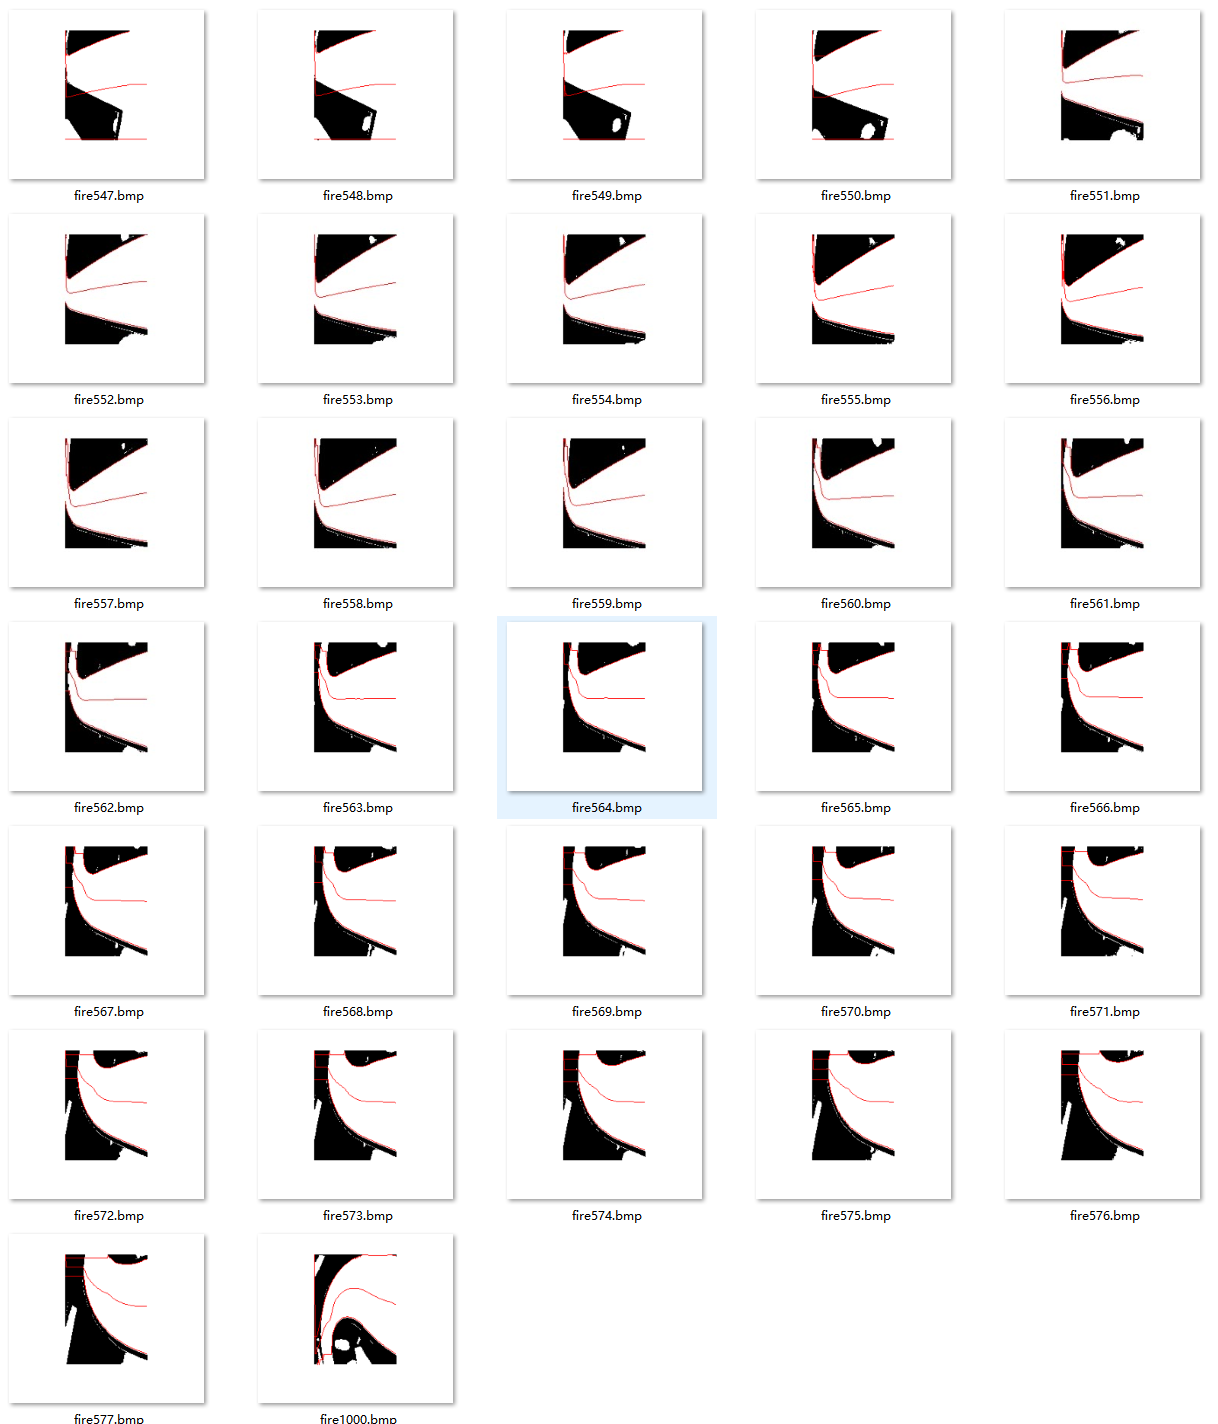 fire547.bmp fire548.bmp fire549.bmp fire550.bmp fire551.bmp
fire552.bmp fire553.bmp fire554.bmp fire555.bmp fire556.bmp
fire557.bmp fire558.bmp fire559.bmp fire560.bmp fire561.bmp
fire562.bmp fire563.bmp fire564.bmp fire565.bmp fire566.bmp
fire567.bmp fire568.bmp fire569.bmp fire570.bmp fire571.bmp
fire572.bmp fire573.bmp fire574.bmp fire575.bmp fire576.bmp
fire577.bmp fire1000.bmp